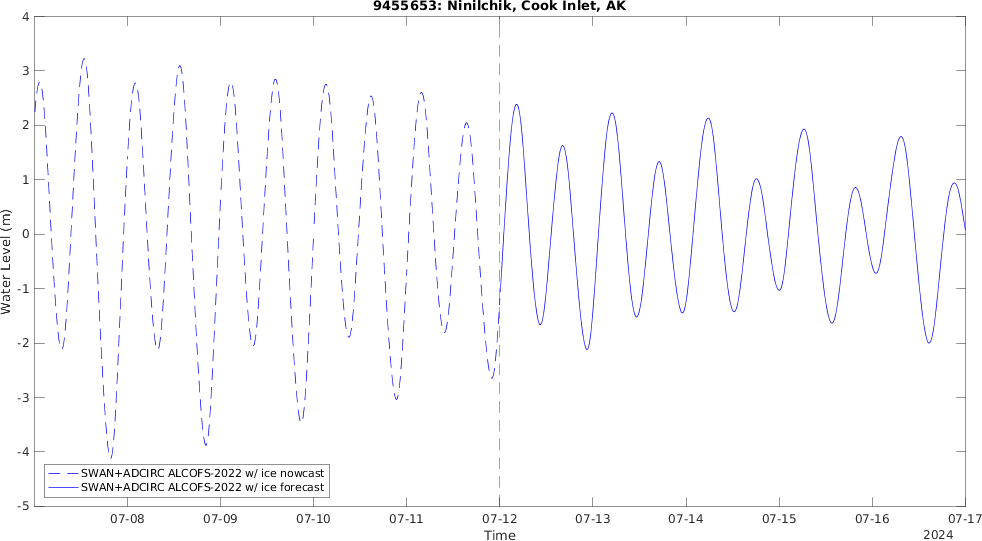 9455653: Ninilchik, Cook Inlet, AK
4
3
2
1
0
-1
-2
-3
-4
-5
Water Level (m)
SWAN+ADCIRC ALCOFS-2022 w/ ice nowcast
SWAN+ADCIRC ALCOFS-2022 w/ ice forecast
07-08 07-09 07-10 07-11 07-12 07-13 07-14 07-15 07-16 07-17
Time
2024